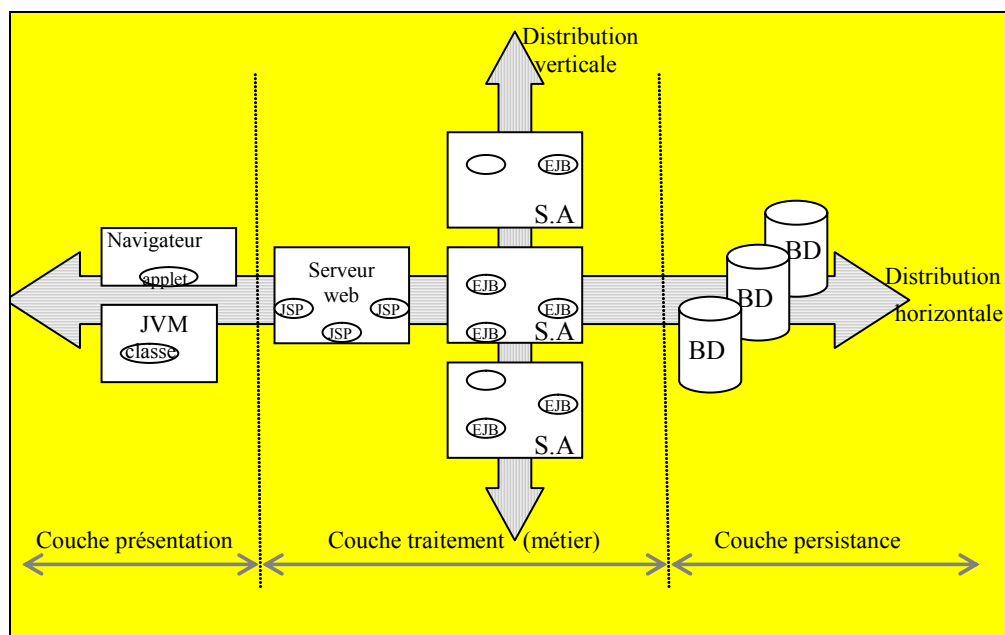 Distribution
verticale
EJB
S.A
Navigateur
applet
JVM
classe
Serveur
web
JSP
JSP
JSP
EJB
EJB
EJB
S.A
EJB
EJB
S.A
BD
BD
BD
Distribution
horizontale
Couche présentation
Couche traitement (métier)
Couche persistance